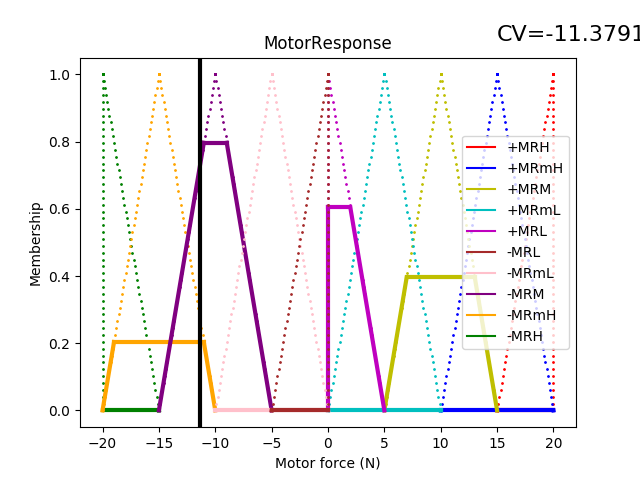 CV=-11.3791
MotorResponse
1.0
0.8
0.6
0.4
0.2
0.0
Membership
−20 −15 −10 −5 0 5 10 15 20
Motor force (N)
+MRH
+MRmH
+MRM
+MRmL
+MRL
-MRL
-MRmL
-MRM
-MRmH
-MRH